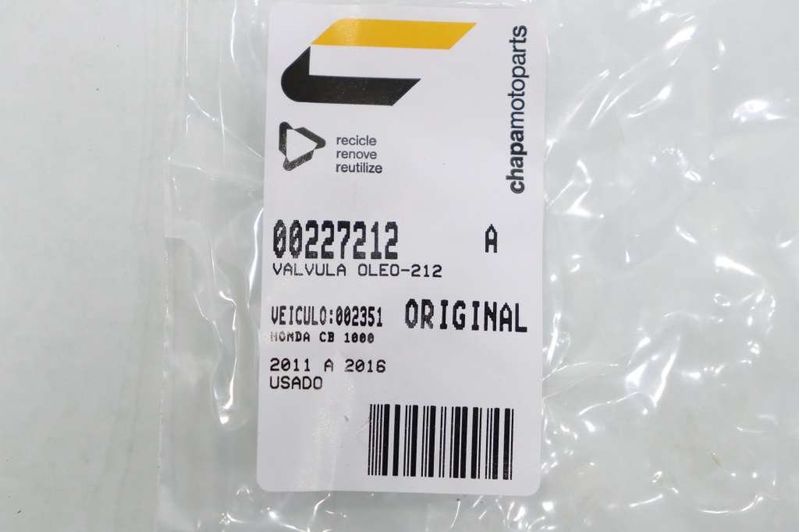 chapamotoparts
recicle
renove
reutilize
00227212 A
VALVULA OLEO-212
VEICULO:002351 ORIGINAL
HONDA CB 1000
2011 A 2016
USADO